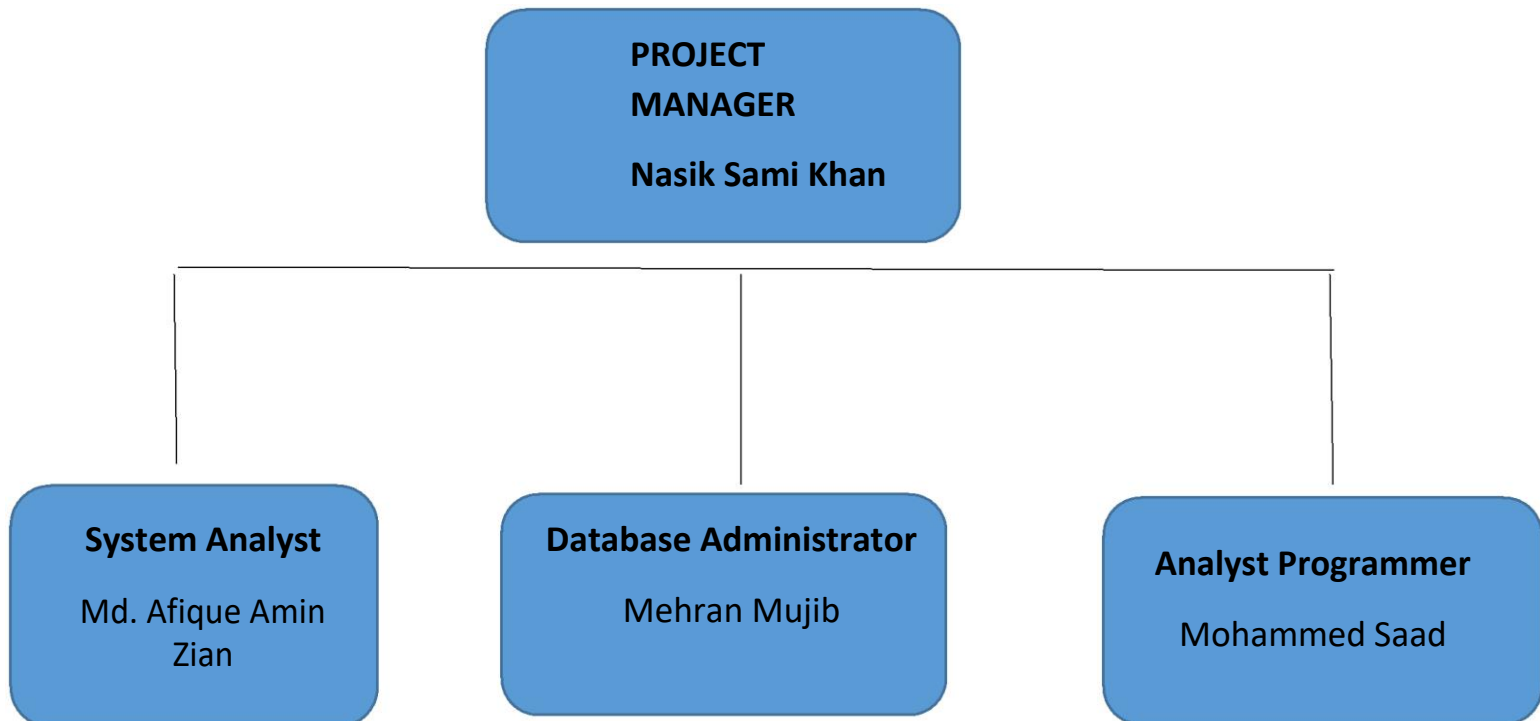 PROJECT
MANAGER
Nasik Sami Khan
System Analyst
Md. Afique Amin
Zian
Database Administrator
Mehran Mujib
Analyst Programmer
Mohammed Saad